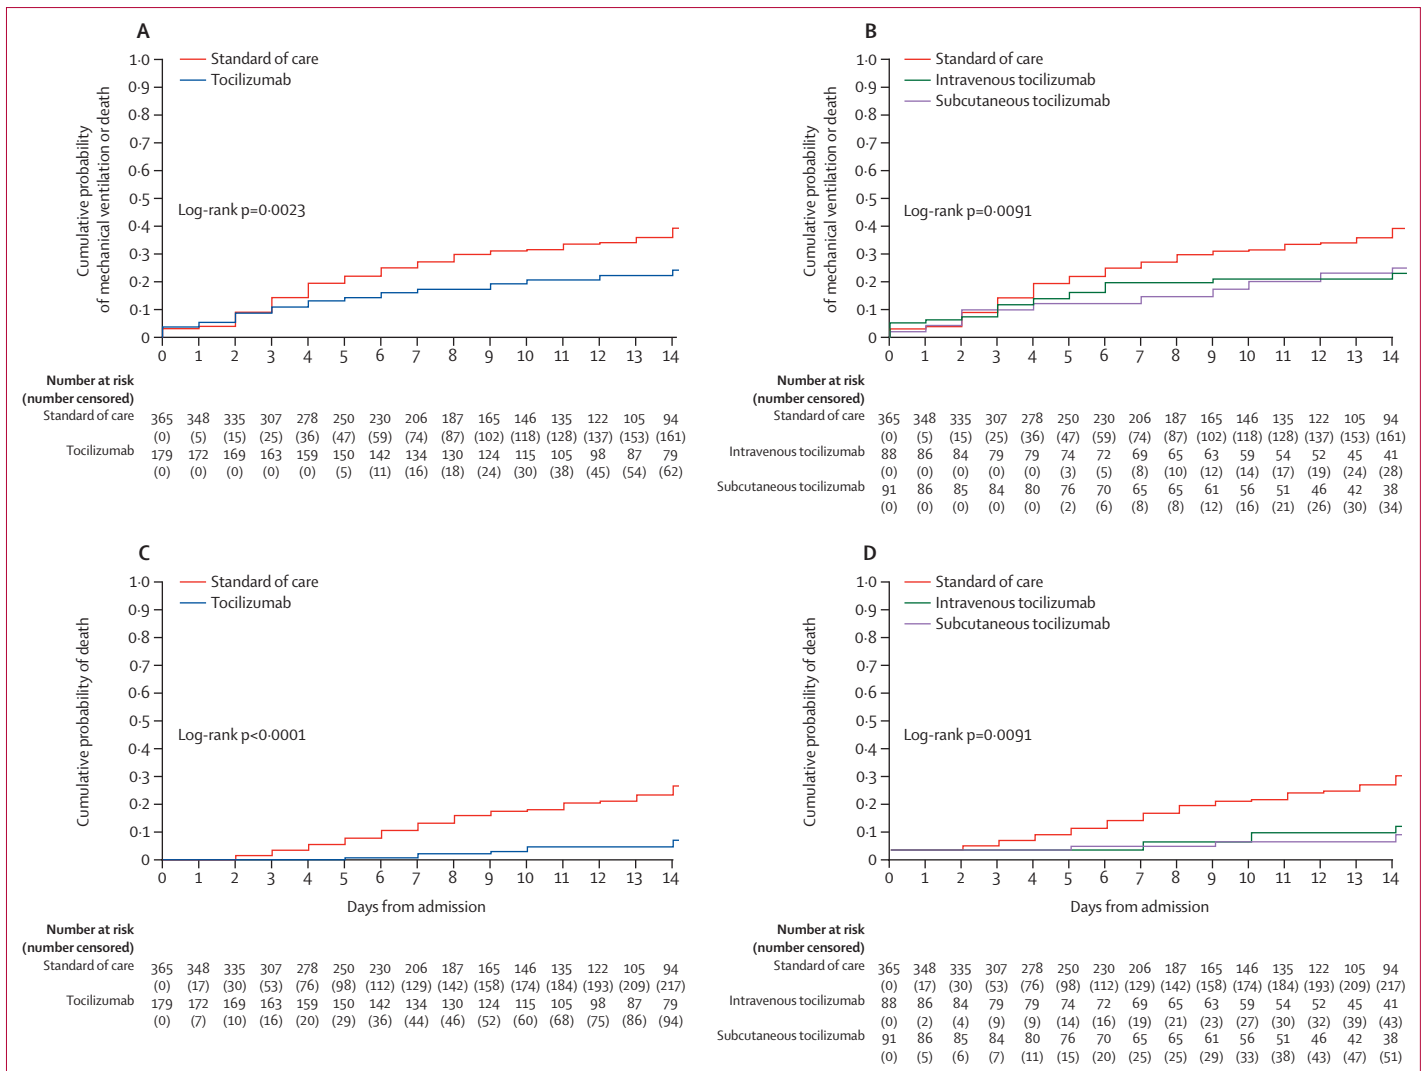 A
1·0
0·9
0·8
0·7
0·6
0·5
0·4
0·3
0·2
0·1
0
Cumulative probability
of mechanical ventilation or death
Standard of care
Tocilizumab
Log-rank p=0·0023
0 1 2 3 4 5 6 7 8 9 10 11 12 13 14
Number at risk
(number censored)
Standard of care 365 348 335 307 278 250 230 206 187 165 146 135 122 105 94
(0) (5) (15) (25) (36) (47) (59) (74) (87) (102) (118) (128) (137) (153) (161)
Tocilizumab 179 172 169 163 159 150 142 134 130 124 115 105 98 87 79
(0) (0) (0) (0) (0) (5) (11) (16) (18) (24) (30) (38) (45) (54) (62)
B
1·0
0·9
0·8
0·7
0·6
0·5
0·4
0·3
0·2
0·1
0
Cumulative probability
of mechanical ventilation or death
Standard of care
Intravenous tocilizumab
Subcutaneous tocilizumab
Log-rank p=0·0091
0 1 2 3 4 5 6 7 8 9 10 11 12 13 14
Number at risk
(number censored)
Standard of care 365 348 335 307 278 250 230 206 187 165 146 135 122 105 94
(0) (5) (15) (25) (36) (47) (59) (74) (87) (102) (118) (128) (137) (153) (161)
Intravenous tocilizumab 88 86 84 79 79 74 72 69 65 63 59 54 52 45 41
(0) (0) (0) (0) (0) (3) (5) (8) (10) (12) (14) (17) (19) (24) (28)
Subcutaneous tocilizumab 91 86 85 84 80 76 70 65 65 61 56 51 46 42 38
(0) (0) (0) (0) (0) (2) (6) (8) (8) (12) (16) (21) (26) (30) (34)
C
1·0
0·9
0·8
0·7
0·6
0·5
0·4
0·3
0·2
0·1
0
Cumulative probability of death
Standard of care
Tocilizumab
Log-rank p<0·0001
0 1 2 3 4 5 6 7 8 9 10 11 12 13 14
Days from admission
Number at risk
(number censored)
Standard of care 365 348 335 307 278 250 230 206 187 165 146 135 122 105 94
(0) (17) (30) (53) (76) (98) (112) (129) (142) (158) (174) (184) (193) (209) (217)
Tocilizumab 179 172 169 163 159 150 142 134 130 124 115 105 98 87 79
(0) (7) (10) (16) (20) (29) (36) (44) (46) (52) (60) (68) (75) (86) (94)
D
1·0
0·9
0·8
0·7
0·6
0·5
0·4
0·3
0·2
0·1
0
Cumulative probability of death
Standard of care
Intravenous tocilizumab
Subcutaneous tocilizumab
Log-rank p=0·0091
0 1 2 3 4 5 6 7 8 9 10 11 12 13 14
Days from admission
Number at risk
(number censored)
Standard of care 365 348 335 307 278 250 230 206 187 165 146 135 122 105 94
(0) (17) (30) (53) (76) (98) (112) (129) (142) (158) (174) (184) (193) (209) (217)
Intravenous tocilizumab 88 86 84 79 79 74 72 69 65 63 59 54 52 45 41
(0) (2) (4) (9) (9) (14) (16) (19) (21) (23) (27) (30) (32) (39) (43)
Subcutaneous tocilizumab 91 86 85 84 80 76 70 65 65 61 56 51 46 42 38
(0) (5) (6) (7) (11) (15) (20) (25) (25) (29) (33) (38) (43) (47) (51)